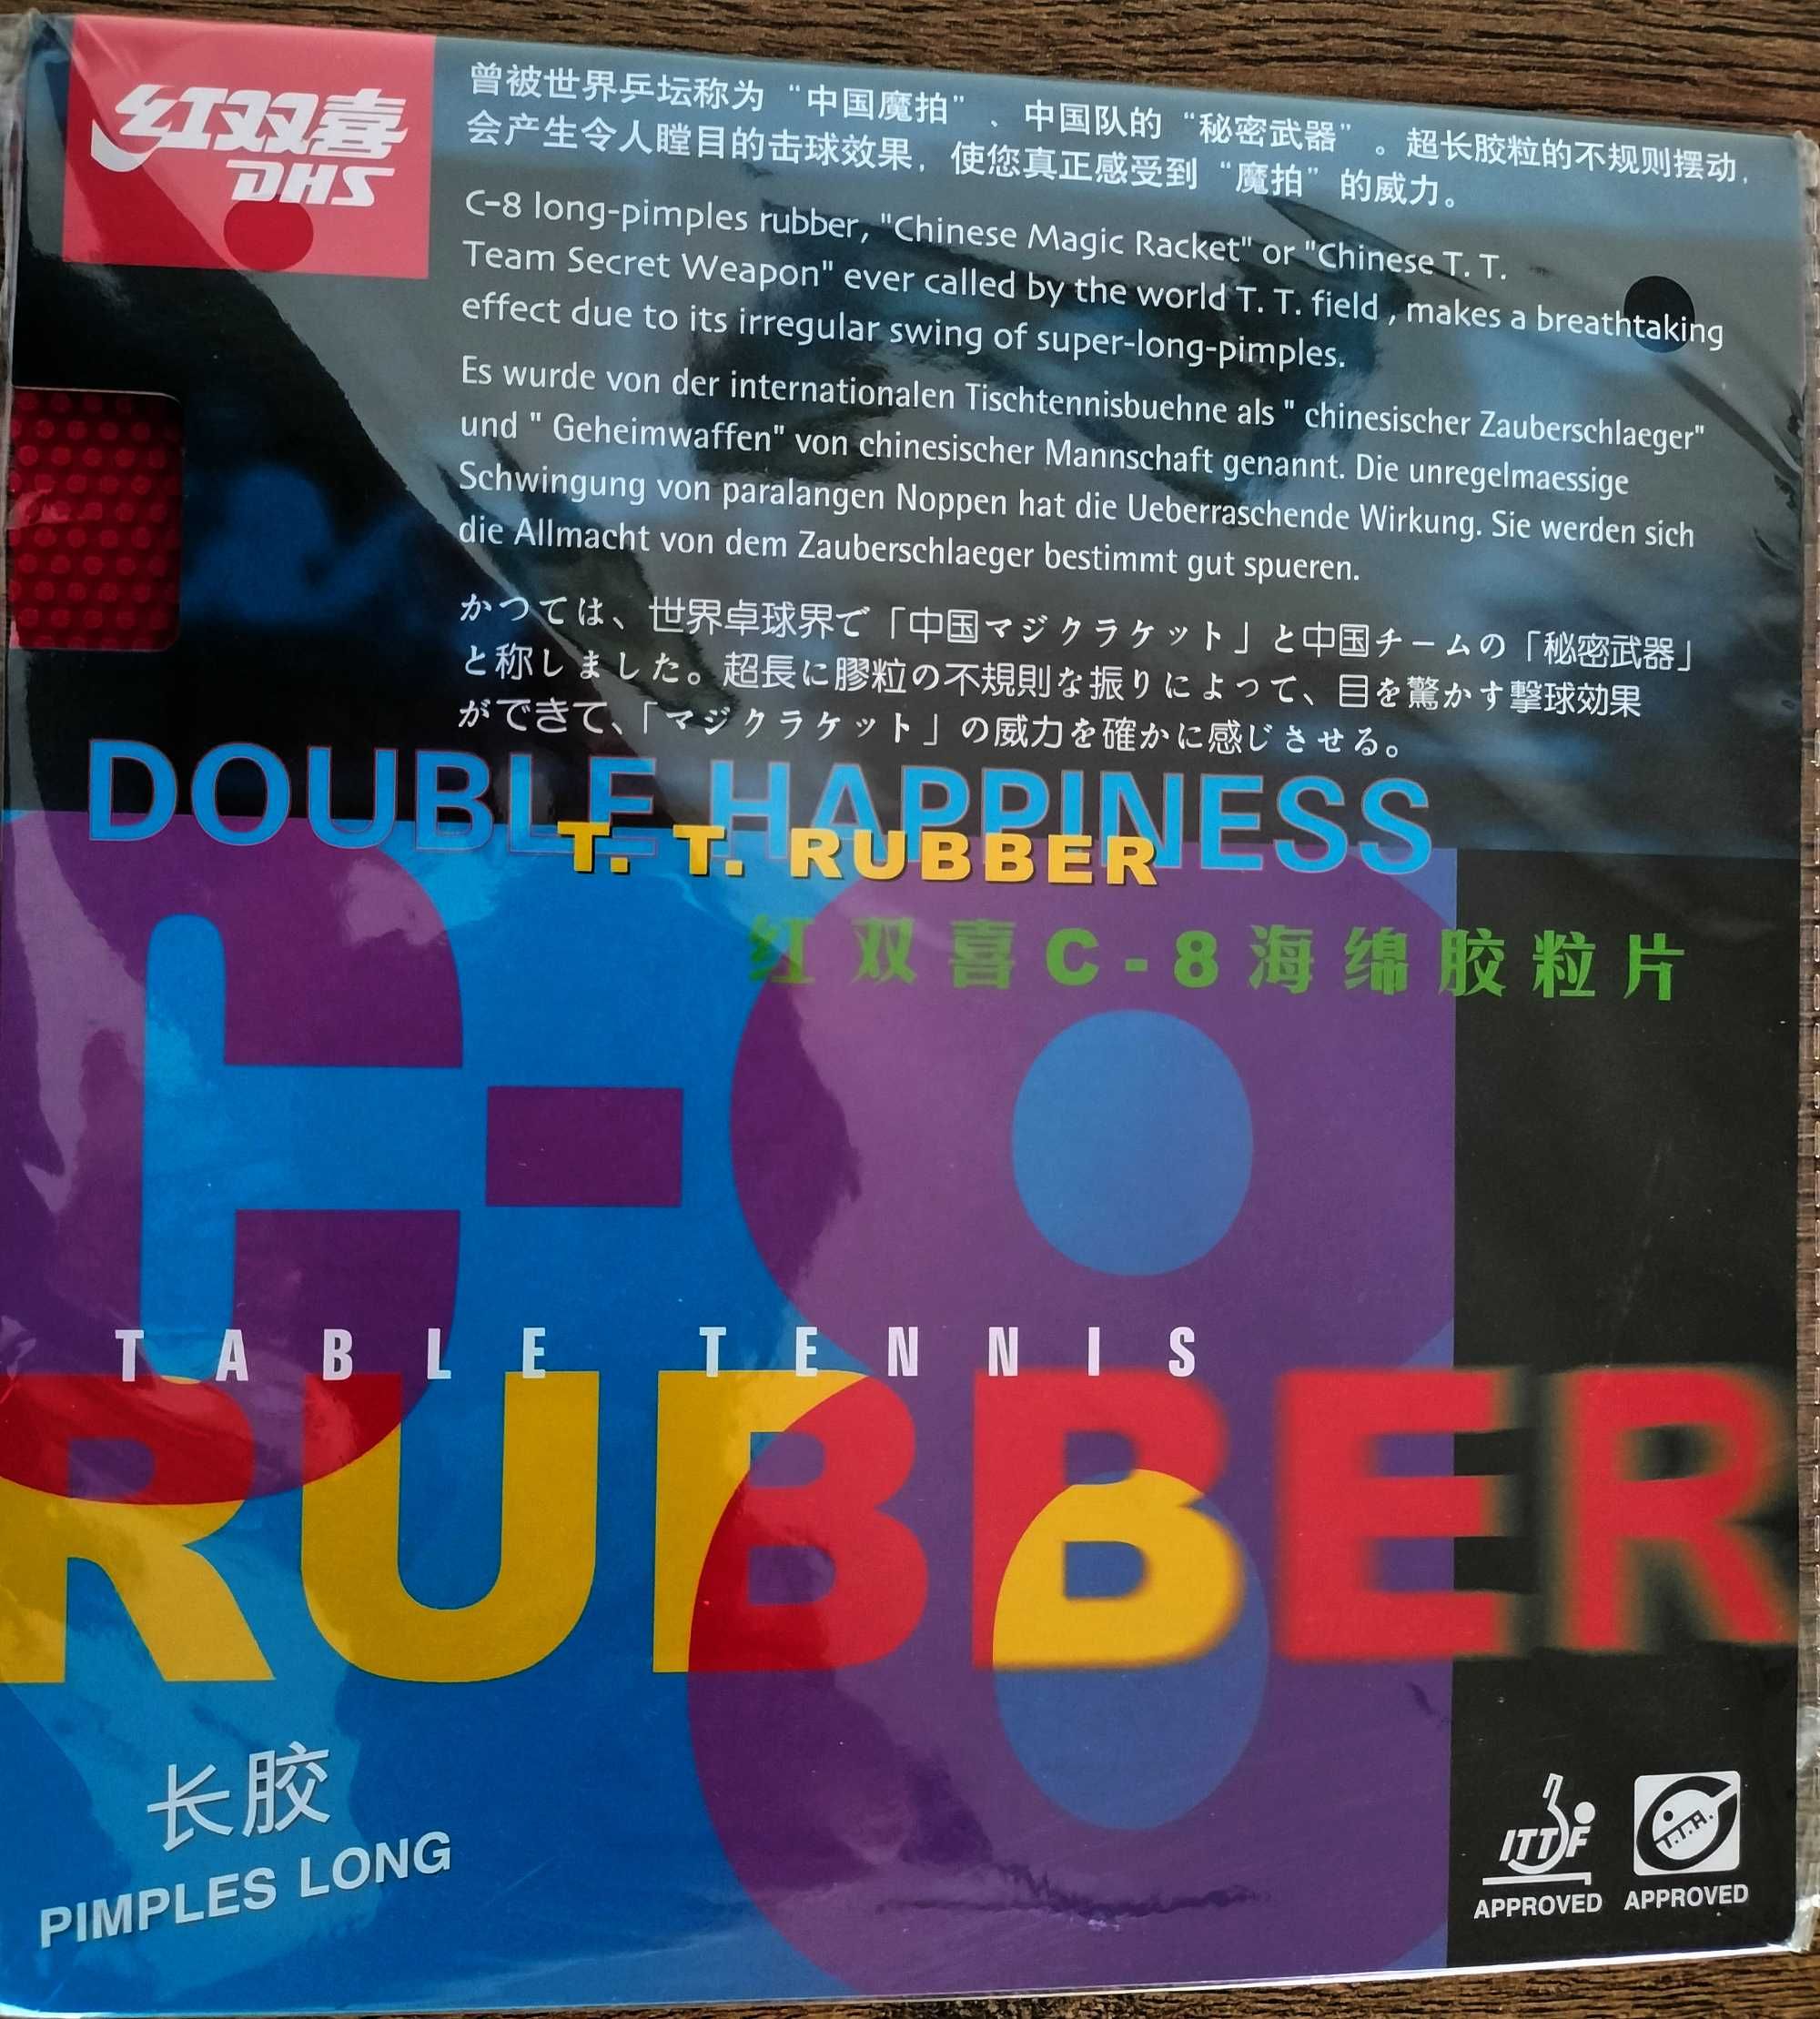 红双喜
DHS
曾被世界乒坛称为“中国魔拍”、中国队的“秘密武器”。超长胶粒的不规则摆动，
会产生令人瞠目的击球效果，使您真正感受到“魔拍”的威力。
C-8 long-pimples rubber, "Chinese Magic Racket" or "Chinese T. T.
Team Secret Weapon" ever called by the world T. T. field , makes a breathtaking
effect due to its irregular swing of super-long-pimples.
Es wurde von der internationalen Tischtennisbuehne als " chinesischer Zauberschlaeger"
und " Geheimwaffen" von chinesischer Mannschaft genannt. Die unregelmaessige
Schwingung von paralangen Noppen hat die Ueberraschende Wirkung. Sie werden sich
die Allmacht von dem Zauberschlaeger bestimmt gut spueren.
かつては、世界卓球界で「中国マジクラケット」と中国チームの「秘密武器」
と称しました。超長に膠粒の不規則な振りによって、目を驚かす撃球効果
ができて、「マジクラケット」の威力を確かに感じさせる。
DOUBLE HAPPINESS
T. T. RUBBER
红双喜C-8海绵胶粒片
C-8
TABLE TENNIS
RUBBER
长胶
PIMPLES LONG
ITTF
APPROVED
T.T.A.
APPROVED